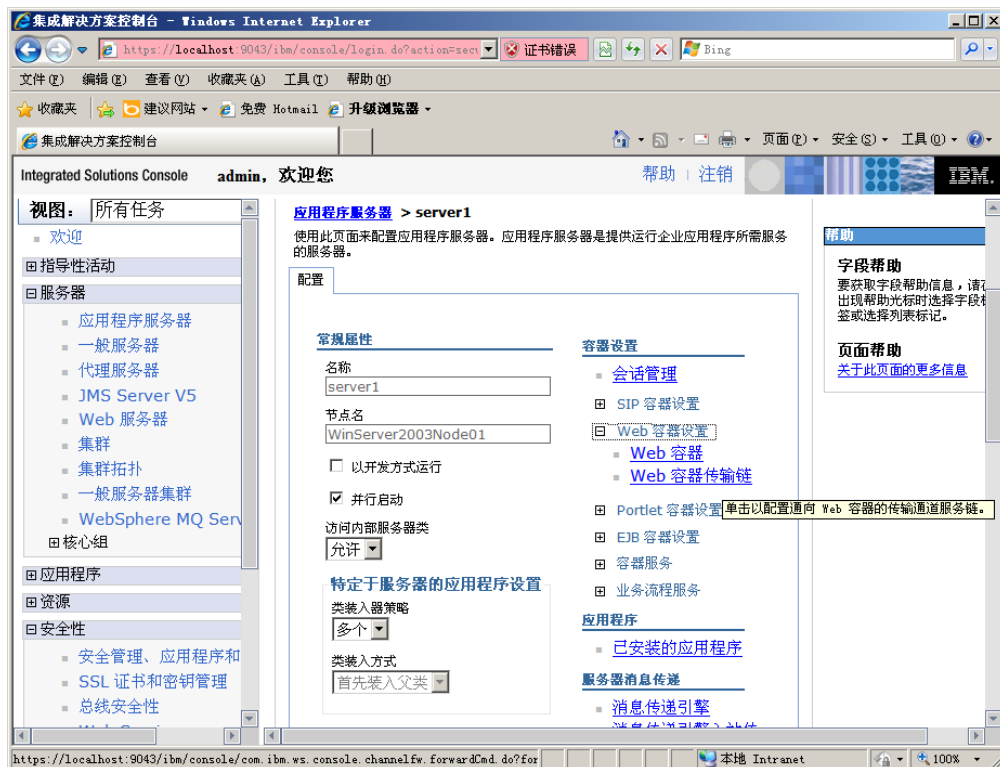 集成解决方案控制台 - Windows Internet Explorer
https://localhost:9043/ibm/console/login.do?action=secu
证书错误
Bing
文件(F) 编辑(E) 查看(V) 收藏夹(A) 工具(T) 帮助(H)
收藏夹 建议网站 免费 Hotmail 升级浏览器
集成解决方案控制台
页面(P) 安全(S) 工具(O)
Integrated Solutions Console admin，欢迎您
帮助 | 注销
IBM.
视图： 所有任务
欢迎
指导性活动
服务器
应用程序服务器
一般服务器
代理服务器
JMS Server V5
Web 服务器
集群
集群拓扑
一般服务器集群
WebSphere MQ Serv
核心组
应用程序
资源
安全性
安全管理、应用程序和
SSL 证书和密钥管理
总线安全性
应用程序服务器 > server1
使用此页面来配置应用程序服务器。应用程序服务器是提供运行企业应用程序所需服务
的服务器。
配置
常规属性
名称
server1
节点名
WinServer2003Node01
以开发方式运行
并行启动
访问内部服务器类
允许
特定于服务器的应用程序设置
类装入器策略
多个
类装入方式
首先装入父类
容器设置
会话管理
SIP 容器设置
Web 容器设置
Web 容器
Web 容器传输链
Portlet 容器设置
单击以配置通向 Web 容器的传输通道服务链。
EJB 容器设置
容器服务
业务流程服务
应用程序
已安装的应用程序
服务器消息传递
消息传递引擎
帮助
字段帮助
要获取字段帮助信息，请在
出现帮助光标时选择字段标
签或选择列表标记。
页面帮助
关于此页面的更多信息
https://localhost:9043/ibm/console/com.ibm.ws.console.channelfw.forwardCmd.do?for
本地 Intranet
100%